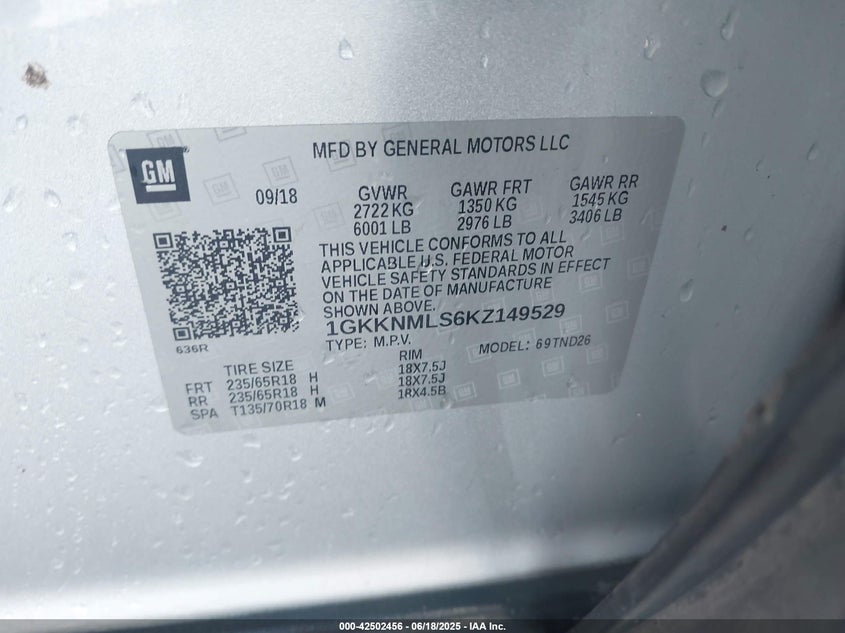 GM
MFD BY GENERAL MOTORS LLC
09/18
GVWR GAWR FRT GAWR RR
2722 KG 1350 KG 1545 KG
6001 LB 2976 LB 3406 LB
THIS VEHICLE CONFORMS TO ALL
APPLICABLE U.S. FEDERAL MOTOR
VEHICLE SAFETY STANDARDS IN EFFECT
ON THE DATE OF MANUFACTURE
SHOWN ABOVE.
1GKKNMLS6KZ149529
TYPE: M.P.V. MODEL: 69TND26
636R
TIRE SIZE RIM
FRT 235/65R18 H 18X7.5J
RR 235/65R18 H 18X7.5J
SPA T135/70R18 M 18X4.5B
000-42502456 - 06/18/2025 - IAA Inc.